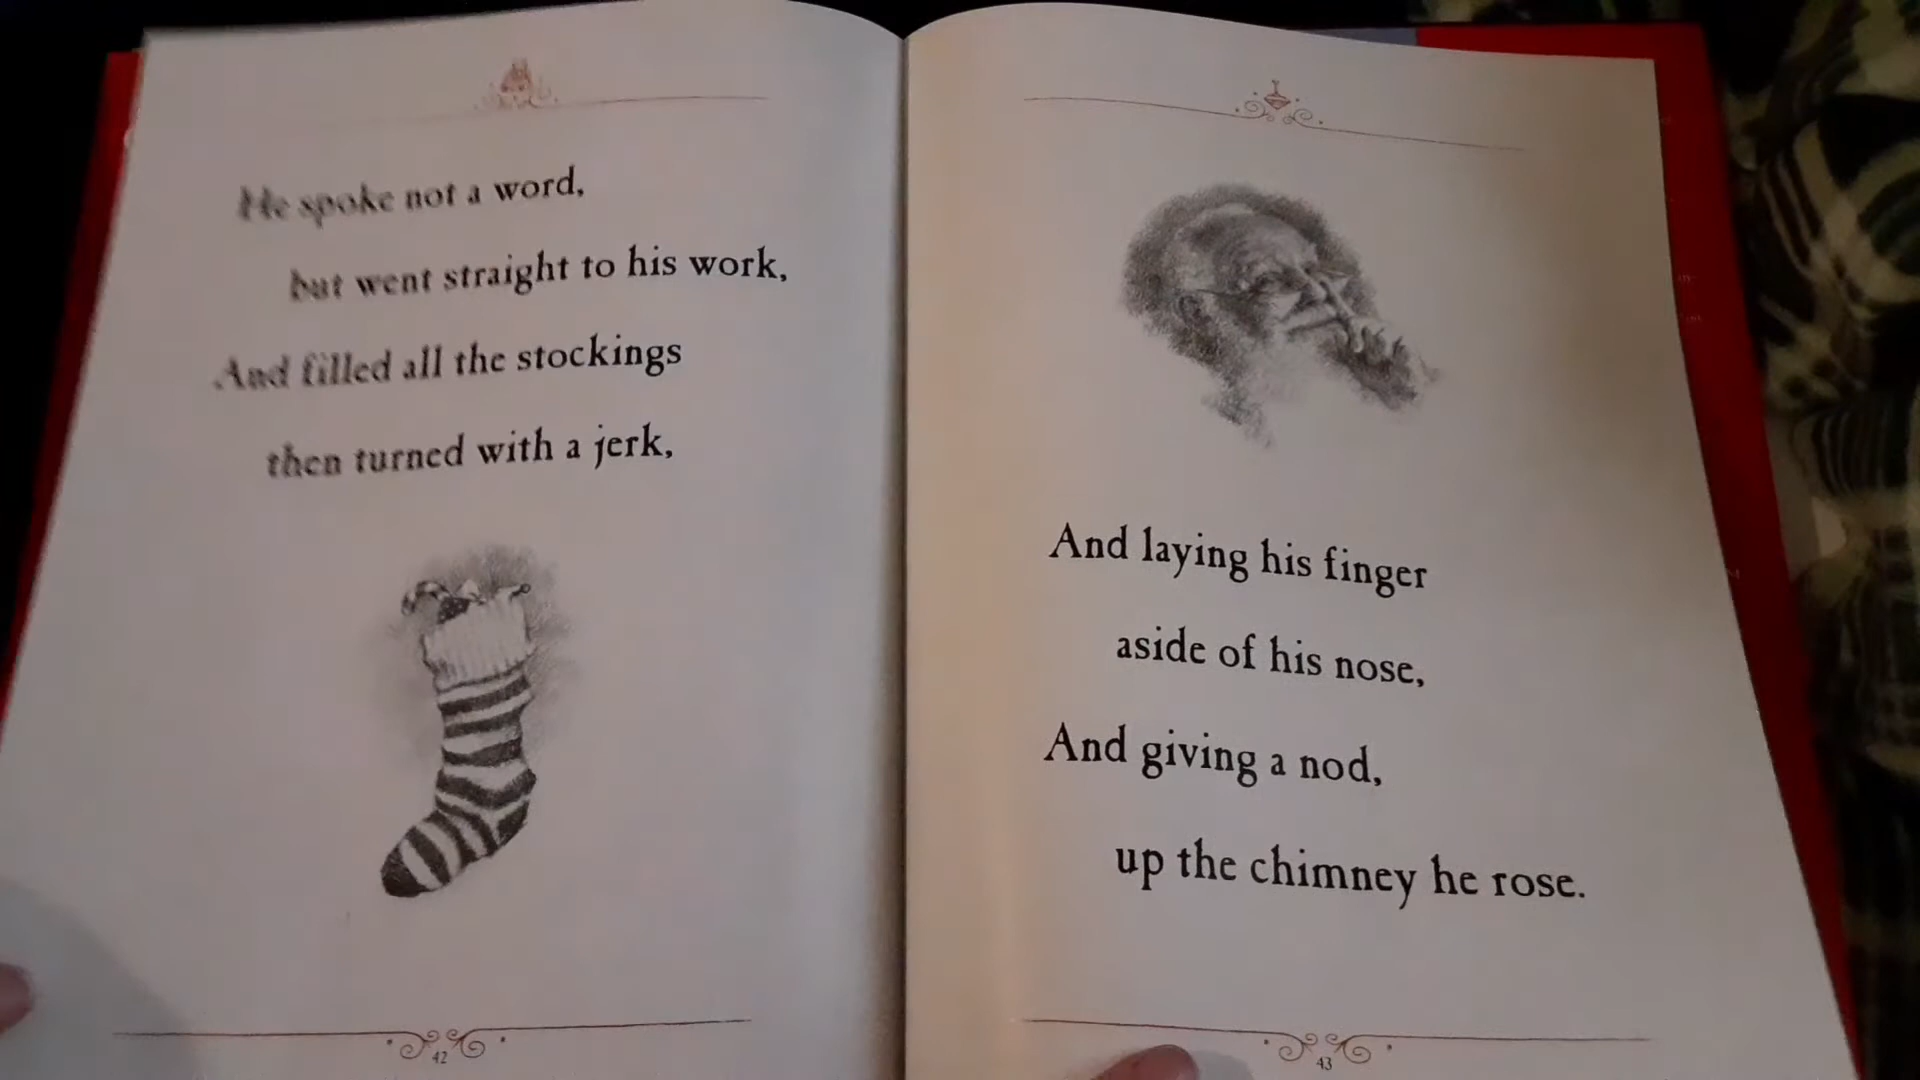 He spoke not a word,
but went straight to his work,
And filled all the stockings
then turned with a jerk,
42
And laying his finger
aside of his nose,
And giving a nod,
up the chimney he rose.
43